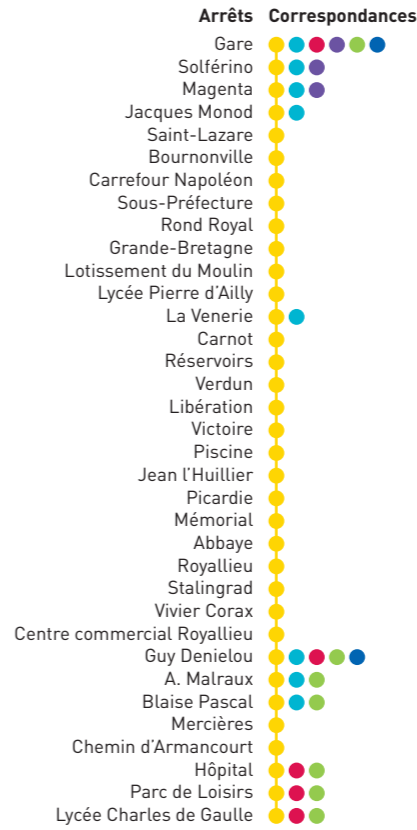 Arrêts Correspondances
Gare
Solférino
Magenta
Jacques Monod
Saint-Lazare
Bournonville
Carrefour Napoléon
Sous-Préfecture
Rond Royal
Grande-Bretagne
Lotissement du Moulin
Lycée Pierre d'Ailly
La Venerie
Carnot
Réservoirs
Verdun
Libération
Victoire
Piscine
Jean l'Huillier
Picardie
Mémorial
Abbaye
Royallieu
Stalingrad
Vivier Corax
Centre commercial Royallieu
Guy Denielou
A. Malraux
Blaise Pascal
Mercières
Chemin d'Armancourt
Hôpital
Parc de Loisirs
Lycée Charles de Gaulle